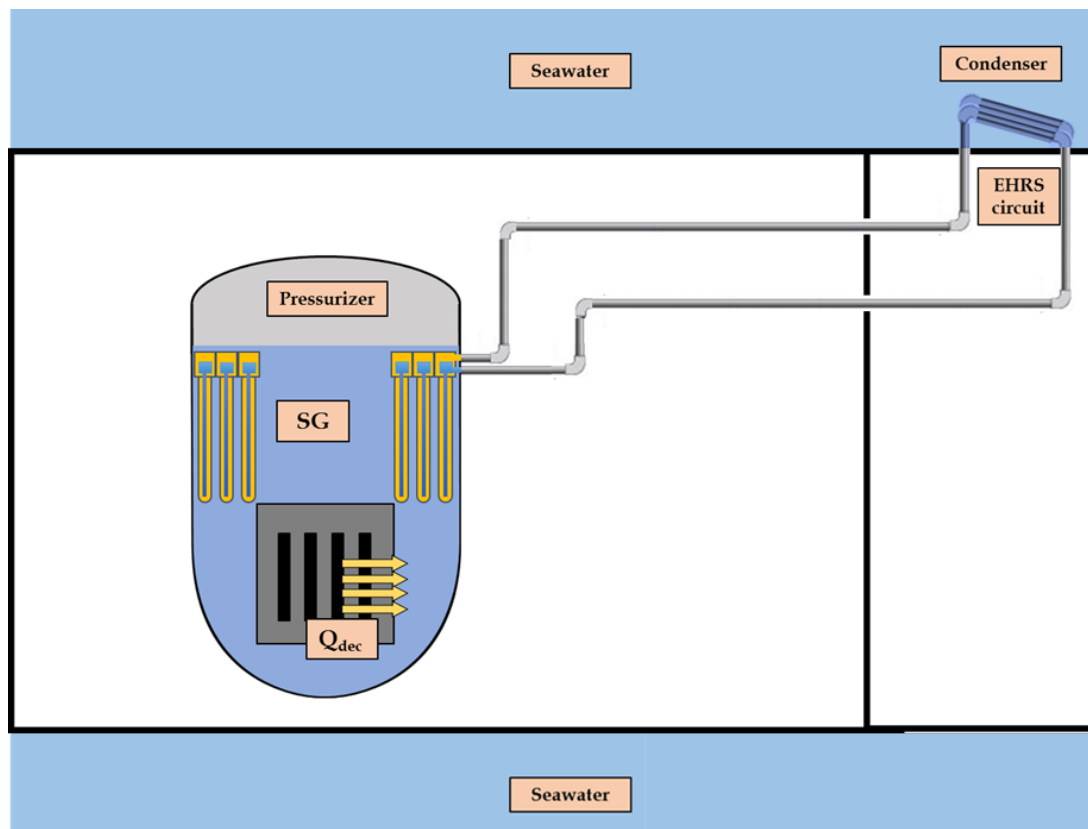 Seawater
Condenser
EHRS
circuit
Pressurizer
SG
Qdec
Seawater